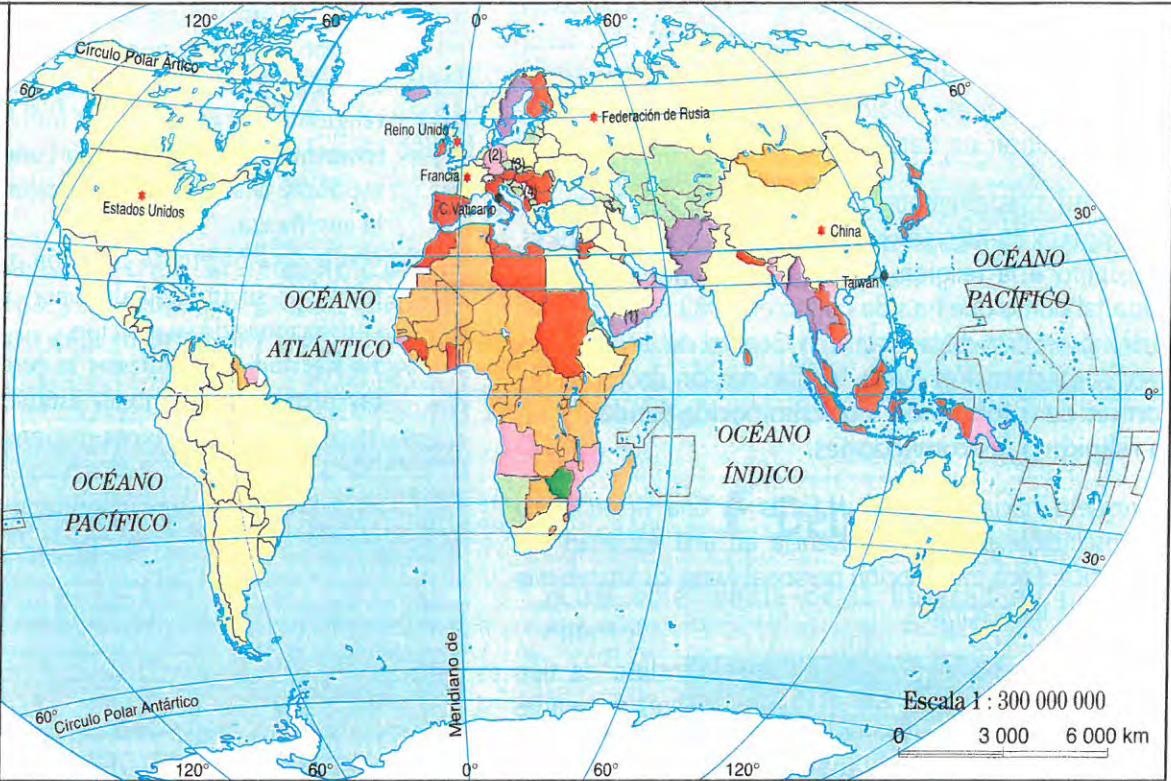 120°
60°
0°
60°
Círculo Polar Ártico
60°
60°
Federación de Rusia
Reino Unido
(2)
(3)
Francia
(4)
Estados Unidos
C. Vaticano
China
30°
Taiwán
OCÉANO
PACÍFICO
OCÉANO
ATLÁNTICO
(1)
0°
OCÉANO
ÍNDICO
OCÉANO
PACÍFICO
30°
Meridiano de
Escala 1 : 300 000 000
0 3 000 6 000 km
60°
Círculo Polar Antártico
120°
60°
0°
60°
120°